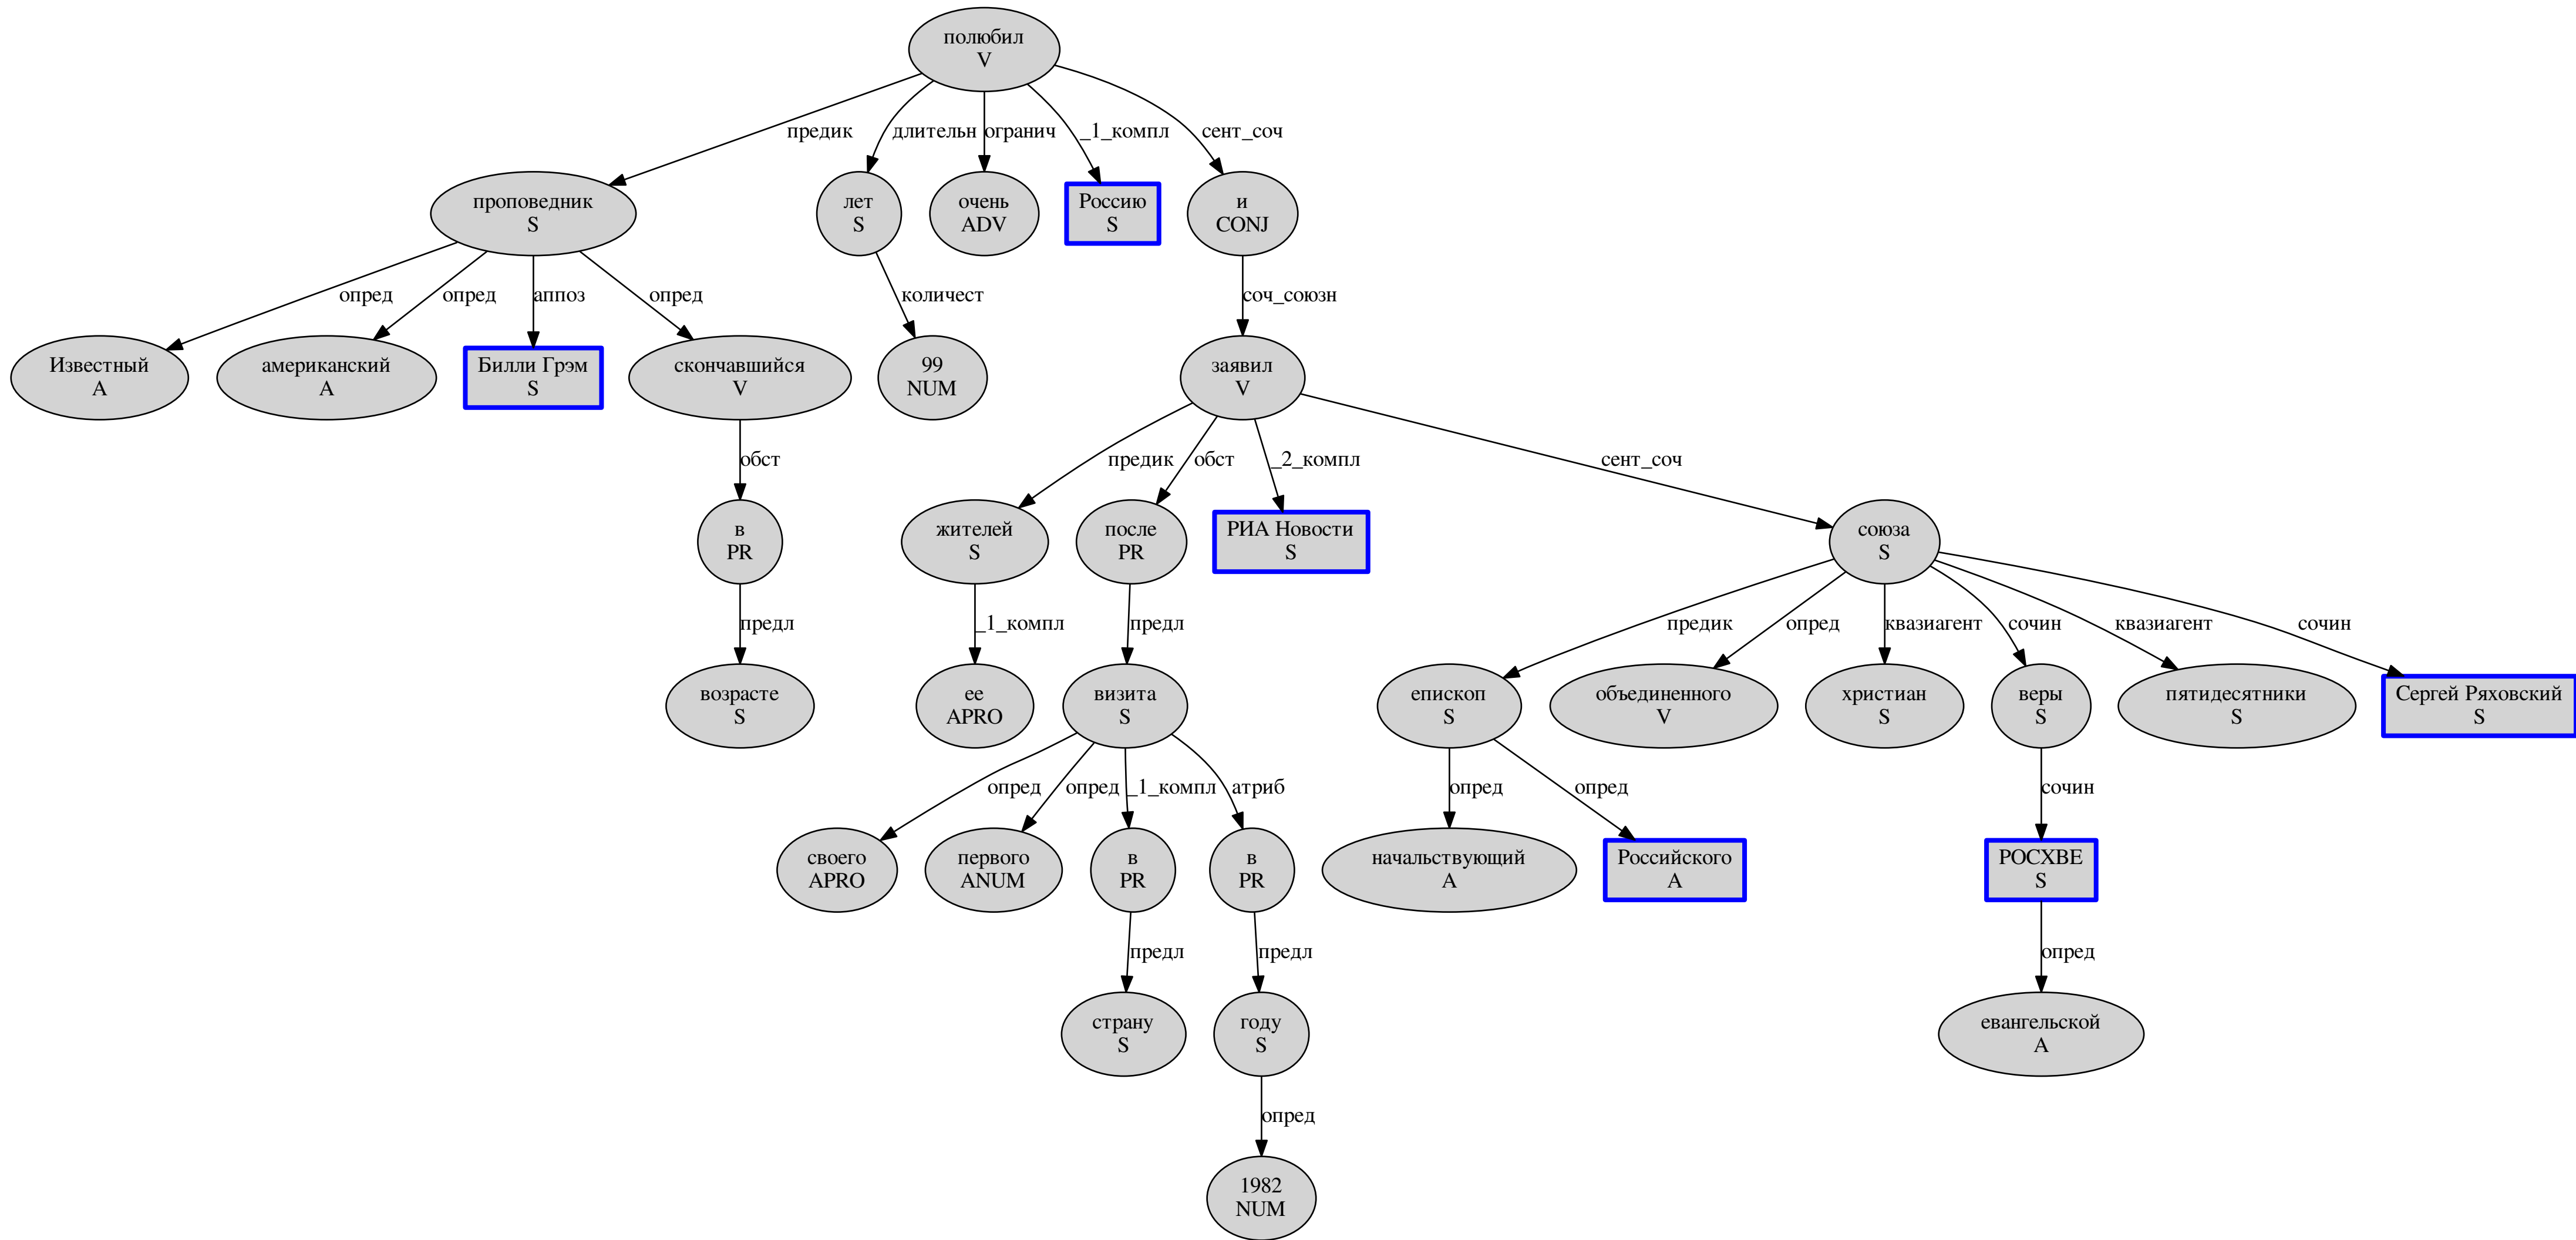 полюбил
V
предик
длительн
огранич
_1_компл
сент_соч
проповедник
S
лет
S
очень
ADV
Россию
S
и
CONJ
опред
опред
аппоз
опред
количест
соч_союзн
Известный
A
американский
A
Билли Грэм
S
скончавшийся
V
99
NUM
заявил
V
обст
предик
обст
_2_компл
сент_соч
в
PR
жителей
S
после
PR
РИА Новости
S
союза
S
предл
_1_компл
предл
предик
опред
квазиагент
сочин
квазиагент
сочин
возрасте
S
ее
APRO
визита
S
епископ
S
объединенного
V
христиан
S
веры
S
пятидесятники
S
Сергей Ряховский
S
опред
опред
_1_компл
атриб
опред
опред
сочин
своего
APRO
первого
ANUM
в
PR
в
PR
начальствующий
A
Российского
A
РОСХВЕ
S
предл
предл
опред
страну
S
году
S
евангельской
A
опред
1982
NUM